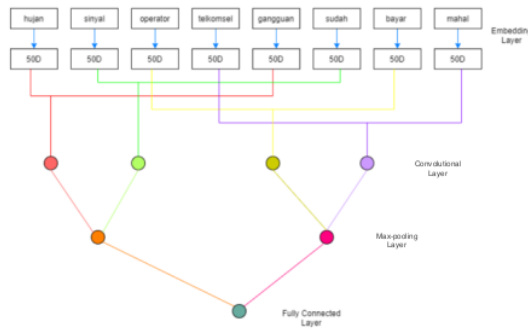 hujan sinyal operator telkomsel gangguan sudah bayar mahal
Embeddin
Layer
50D 50D 50D 50D 50D 50D 50D 50D
Convolutional
Layer
Max-pooling
Layer
Fully Connected
Layer